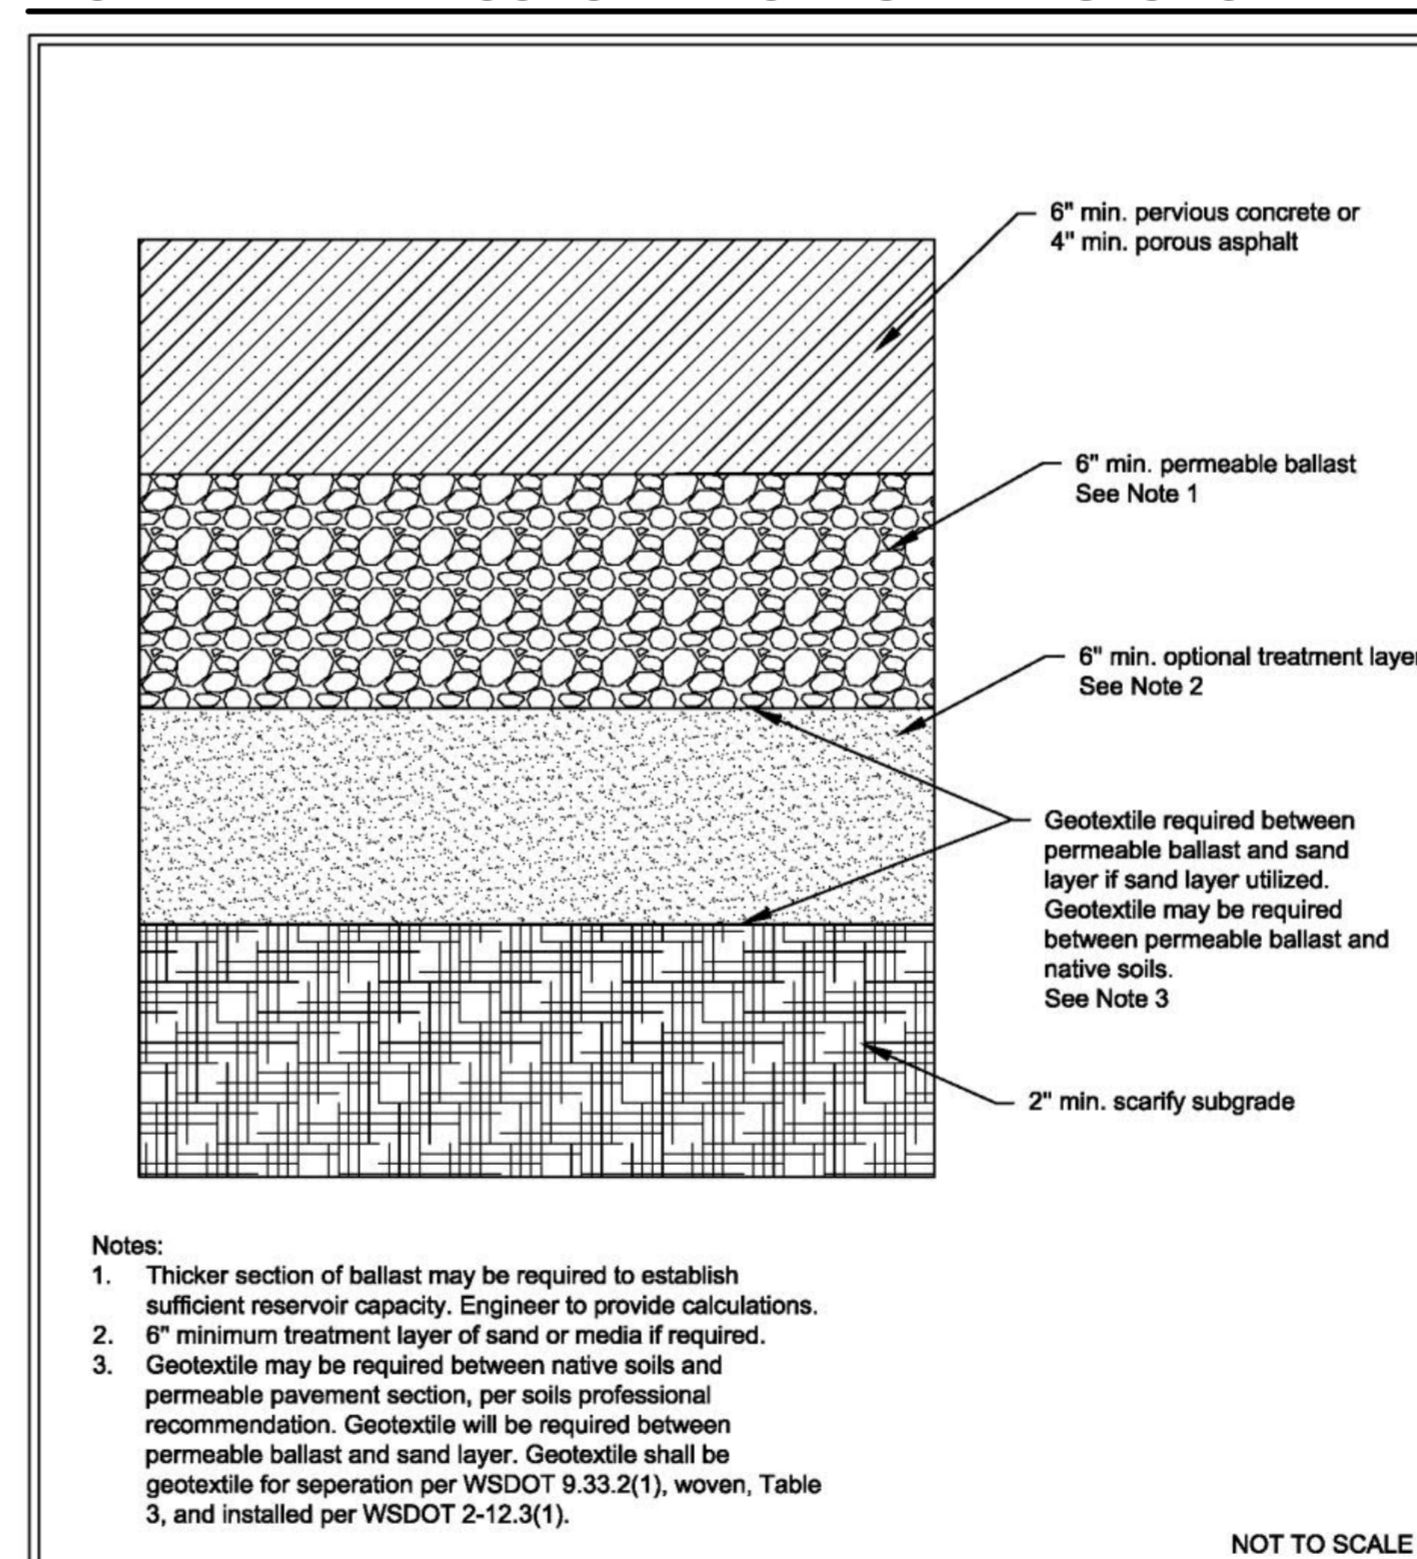 6" min. pervious concrete or
4" min. porous asphalt
6" min. permeable ballast
See Note 1
6" min. optional treatment layer
See Note 2
Geotextile required between
permeable ballast and sand
layer if sand layer utilized.
Geotextile may be required
between permeable ballast and
native soils.
See Note 3
2" min. scarify subgrade
Notes:
1. Thicker section of ballast may be required to establish
sufficient reservoir capacity. Engineer to provide calculations.
2. 6" minimum treatment layer of sand or media if required.
3. Geotextile may be required between native soils and
permeable pavement section, per soils professional
recommendation. Geotextile will be required between
permeable ballast and sand layer. Geotextile shall be
geotextile for seperation per WSDOT 9.33.2(1), woven, Table
3, and installed per WSDOT 2-12.3(1).
NOT TO SCALE